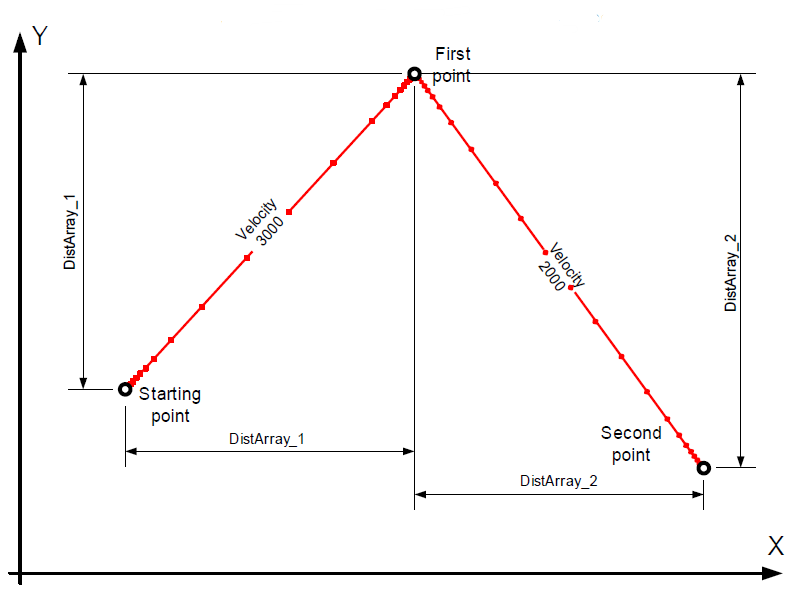 Y
First
point
DistArray_1
Velocity
3000
Velocity
2000
DistArray_2
Starting
point
DistArray_1
Second
point
DistArray_2
X